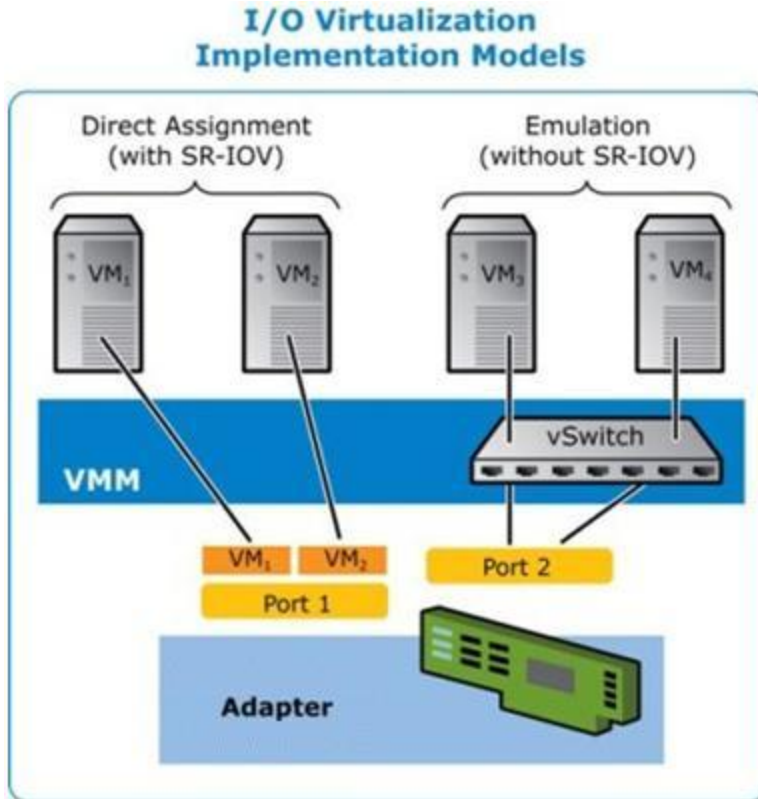 I/O Virtualization
Implementation Models
Direct Assignment
(with SR-IOV)
Emulation
(without SR-IOV)
VM₁
VM₂
VM₃
VM₄
vSwitch
VMM
VM₁
VM₂
Port 1
Port 2
Adapter